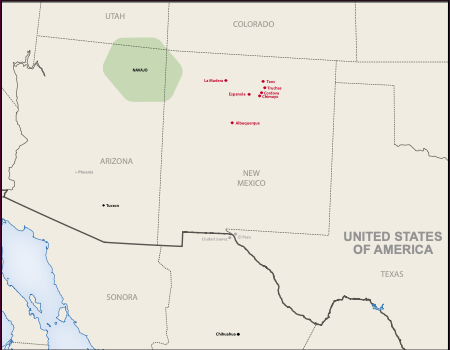 UTAH
COLORADO
NAVAJO
La Madera
Taos
Truchas
Cordova
Chimayo
Espanola
Albuquerque
ARIZONA
Phoenix
NEW
MEXICO
Tucson
El Paso
Ciudad Juarez
UNITED STATES
OF AMERICA
TEXAS
SONORA
Chihuahua